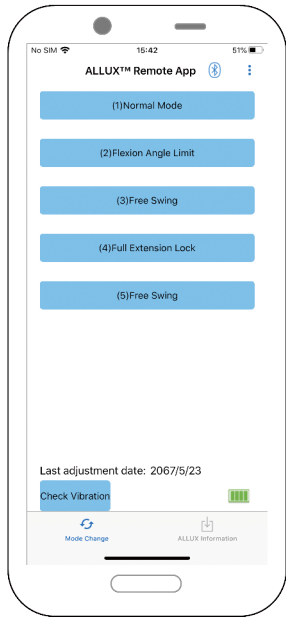 No SIM 15:42 51%
ALLUX™ Remote App
(1)Normal Mode
(2)Flexion Angle Limit
(3)Free Swing
(4)Full Extension Lock
(5)Free Swing
Last adjustment date: 2067/5/23
Check Vibration
Mode Change ALLUX Information